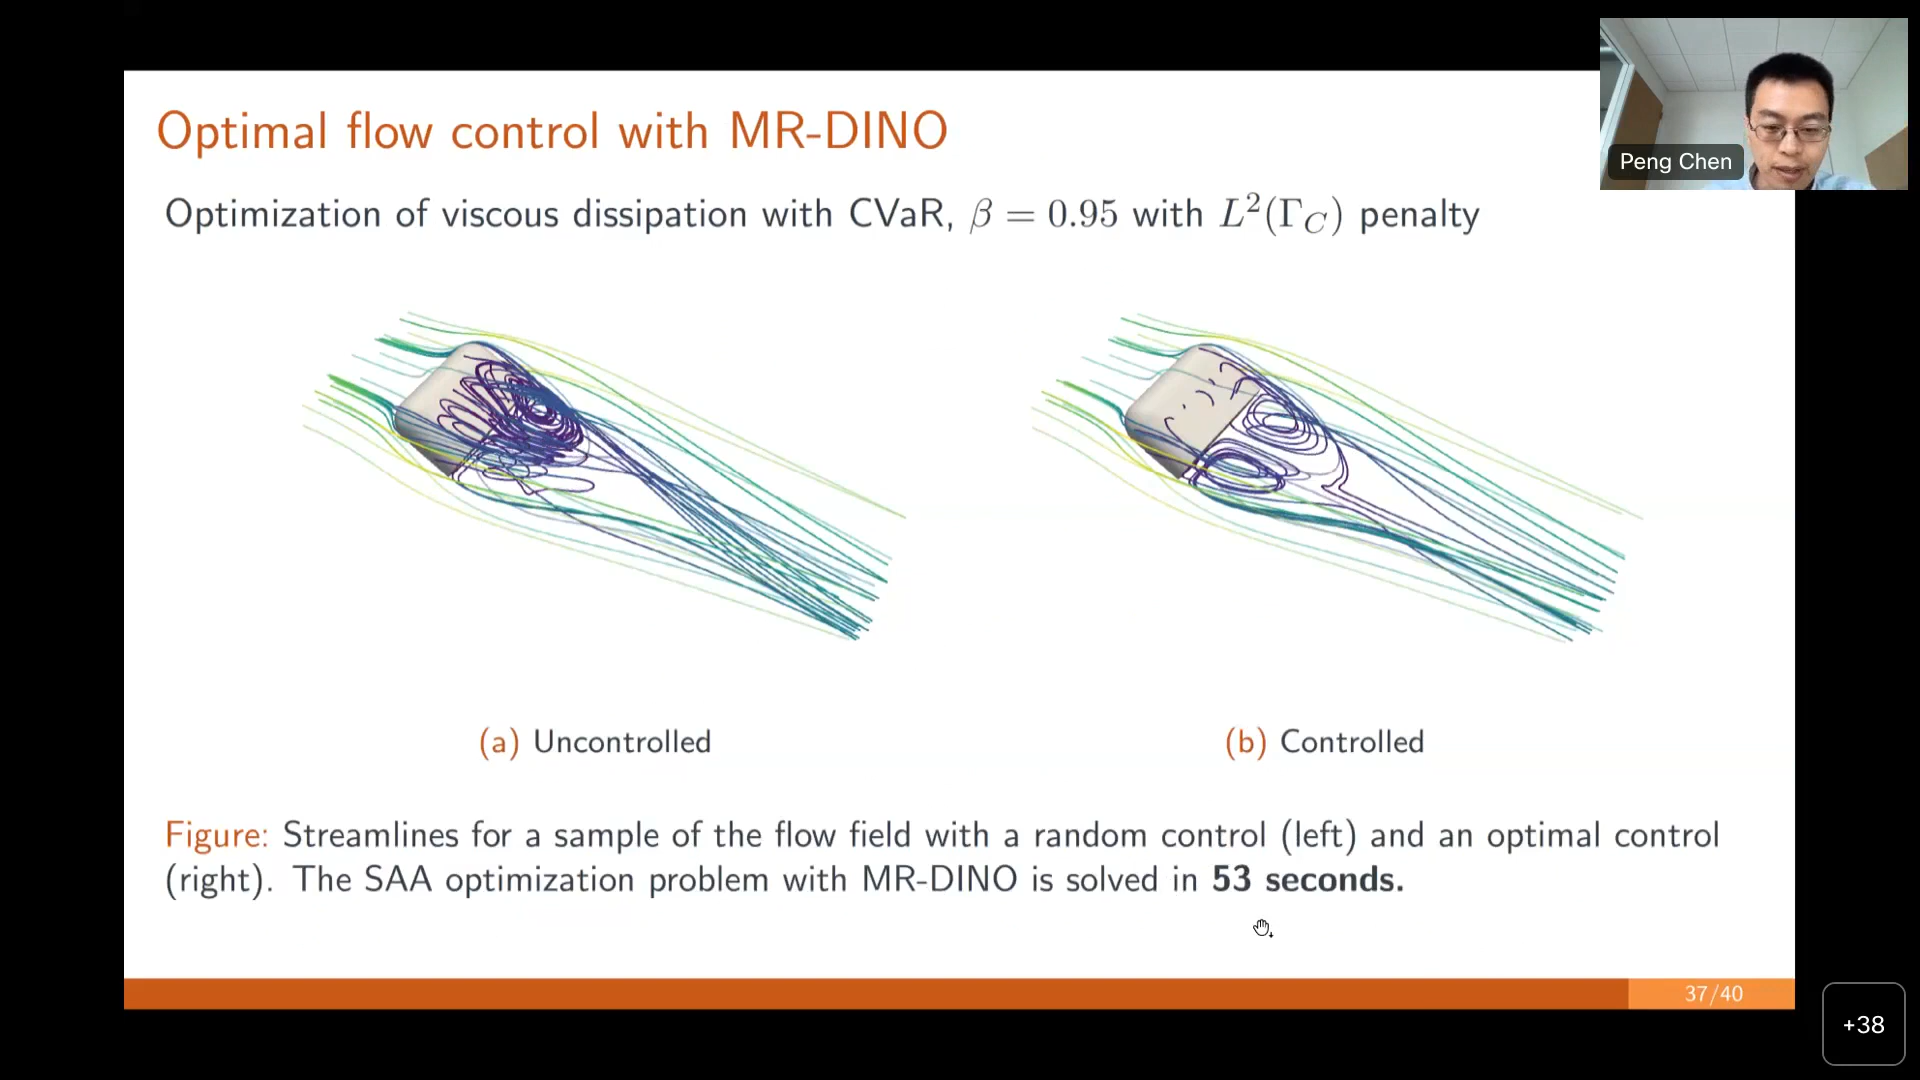 Optimal flow control with MR-DINO
Peng Chen
Optimization of viscous dissipation with CVaR, β = 0.95 with L²(Γ_C) penalty
(a) Uncontrolled
(b) Controlled
Figure: Streamlines for a sample of the flow field with a random control (left) and an optimal control
(right). The SAA optimization problem with MR-DINO is solved in 53 seconds.
37/40
+38